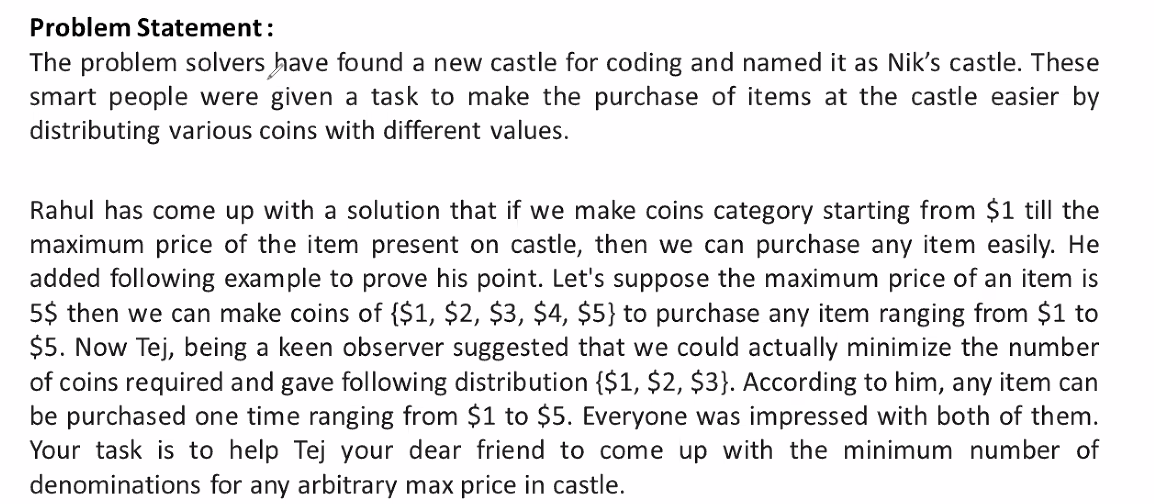 Problem Statement :
The problem solvers have found a new castle for coding and named it as Nik’s castle. These
smart people were given a task to make the purchase of items at the castle easier by
distributing various coins with different values.
Rahul has come up with a solution that if we make coins category starting from $1 till the
maximum price of the item present on castle, then we can purchase any item easily. He
added following example to prove his point. Let's suppose the maximum price of an item is
5$ then we can make coins of {$1, $2, $3, $4, $5} to purchase any item ranging from $1 to
$5. Now Tej, being a keen observer suggested that we could actually minimize the number
of coins required and gave following distribution {$1, $2, $3}. According to him, any item can
be purchased one time ranging from $1 to $5. Everyone was impressed with both of them.
Your task is to help Tej your dear friend to come up with the minimum number of
denominations for any arbitrary max price in castle.